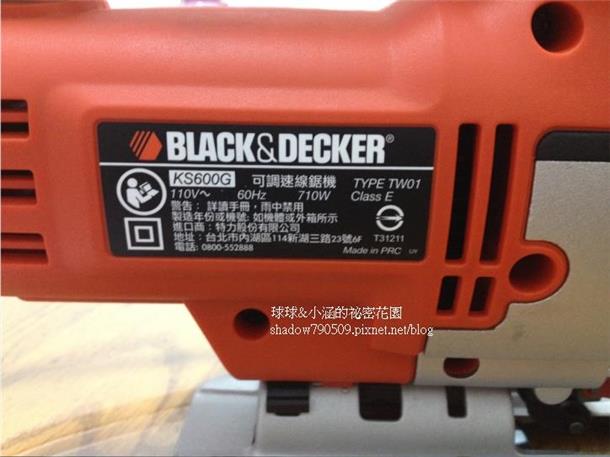 BLACK&DECKER®
KS600G 可調速線鋸機 TYPE TW01
110V～ 60Hz 710W Class E
警告: 詳讀手冊，雨中禁用
製造年份或機號: 如機體或外箱所示
進口商: 特力股份有限公司
地址: 台北市內湖區114新湖三路23號6F
電話: 0800-552888
T31211
Made in PRC UY
球球&小涵的祕密花園
shadow790509.pixnet.net/blog